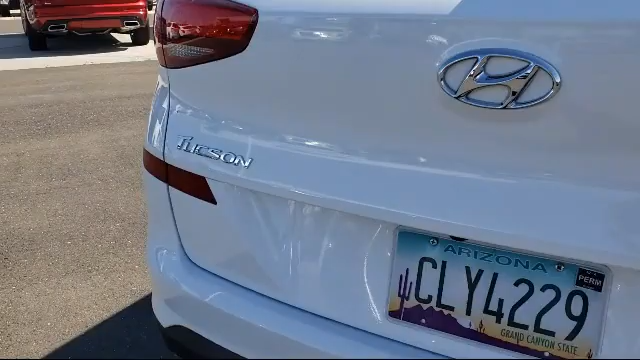 TUCSON
ARIZONA
PERM
CLY4229
GRAND CANYON STATE